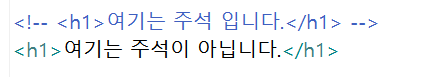 <!-- <h1>여기는 주석 입니다.</h1> -->
<h1>여기는 주석이 아닙니다.</h1>